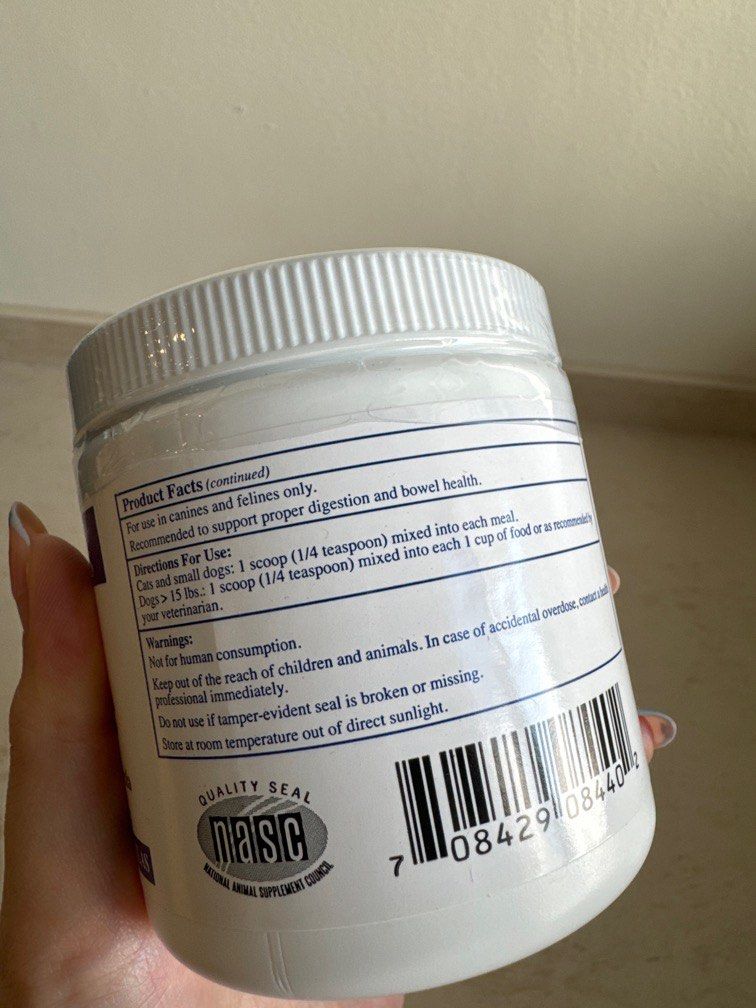 Product Facts (continued)
For use in canines and felines only.
Recommended to support proper digestion and bowel health.
Directions For Use:
Cats and small dogs: 1 scoop (1/4 teaspoon) mixed into each meal.
Dogs > 15 lbs.: 1 scoop (1/4 teaspoon) mixed into each 1 cup of food or as recommended by
your veterinarian.
Warnings:
Not for human consumption.
Keep out of the reach of children and animals. In case of accidental overdose, contact a
professional immediately.
Do not use if tamper-evident seal is broken or missing.
Store at room temperature out of direct sunlight.
QUALITY SEAL
nasc
NATIONAL ANIMAL SUPPLEMENT COUNCIL
7 08429 08440 2